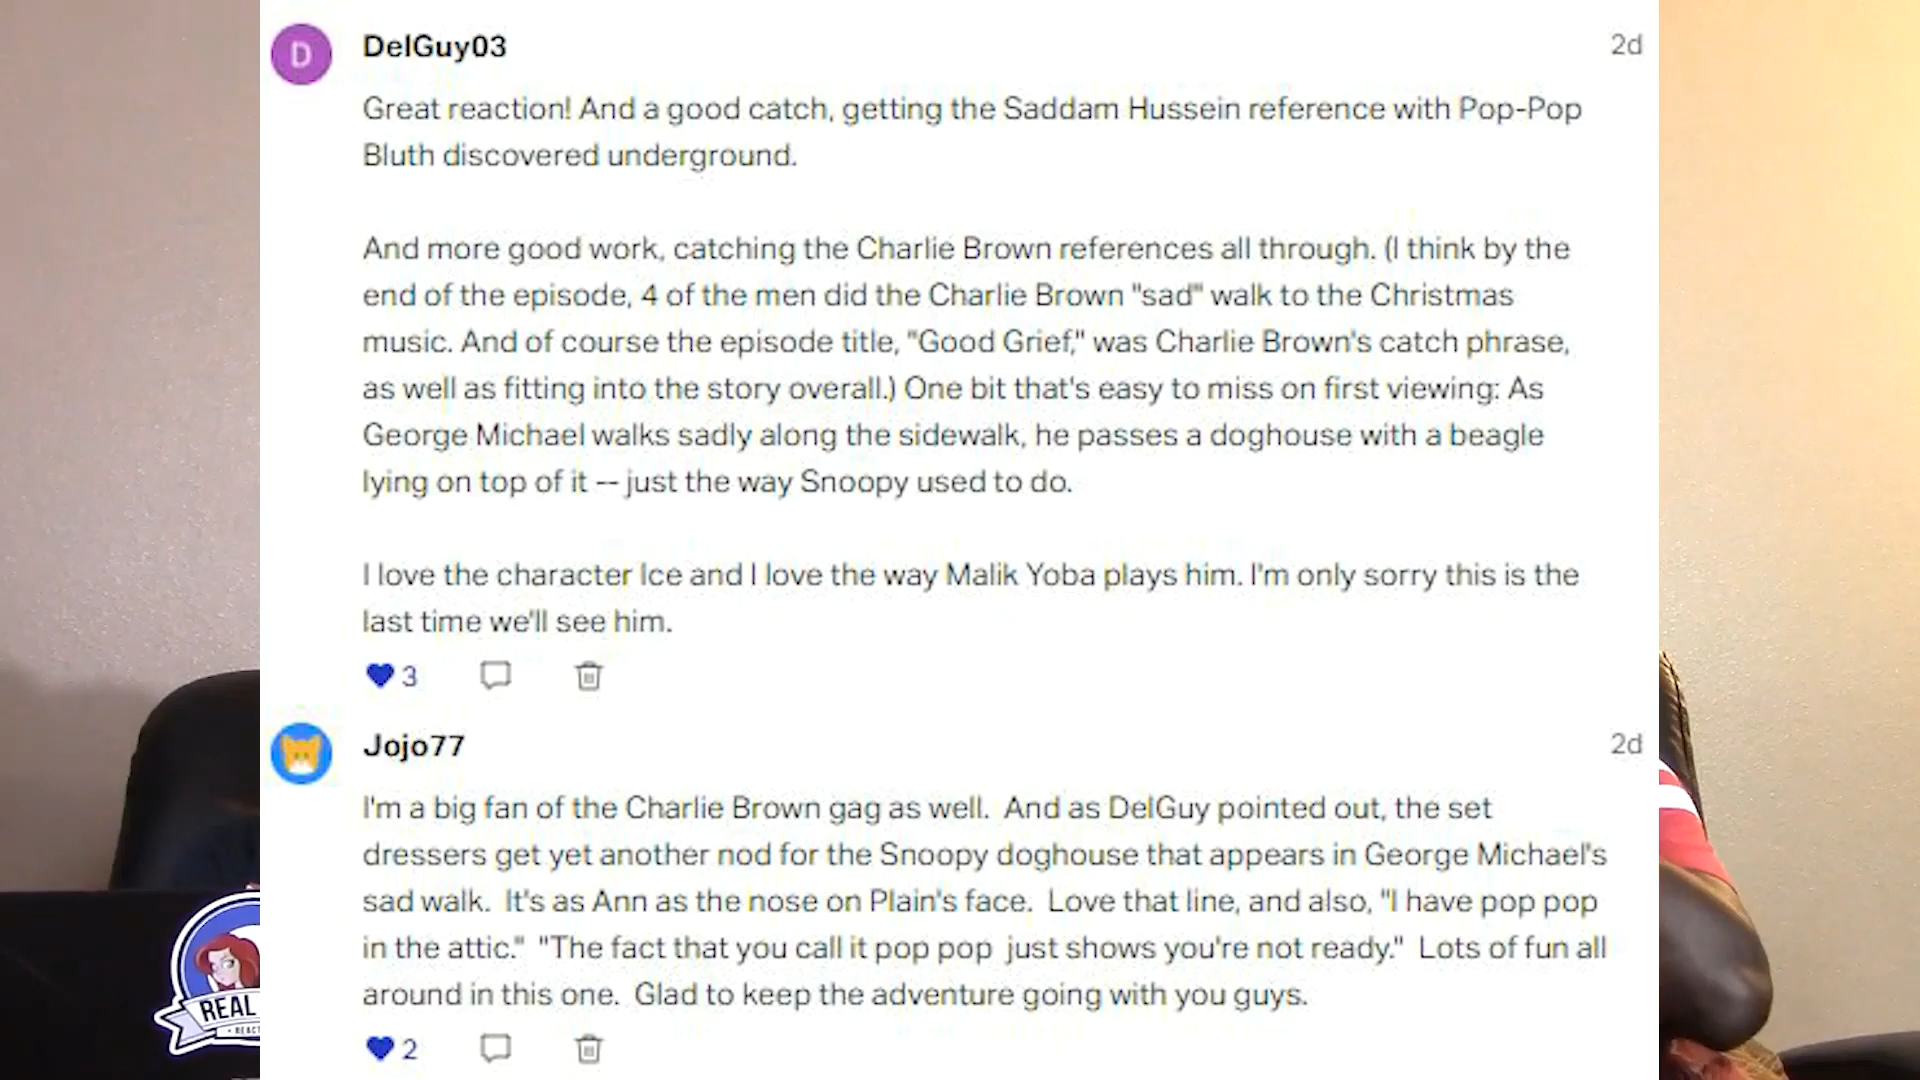 D
DelGuy03
2d
Great reaction! And a good catch, getting the Saddam Hussein reference with Pop-Pop
Bluth discovered underground.
And more good work, catching the Charlie Brown references all through. (I think by the
end of the episode, 4 of the men did the Charlie Brown "sad" walk to the Christmas
music. And of course the episode title, "Good Grief," was Charlie Brown's catch phrase,
as well as fitting into the story overall.) One bit that's easy to miss on first viewing: As
George Michael walks sadly along the sidewalk, he passes a doghouse with a beagle
lying on top of it -- just the way Snoopy used to do.
I love the character Ice and I love the way Malik Yoba plays him. I'm only sorry this is the
last time we'll see him.
3
Jojo77
2d
I'm a big fan of the Charlie Brown gag as well.  And as DelGuy pointed out, the set
dressers get yet another nod for the Snoopy doghouse that appears in George Michael's
sad walk.  It's as Ann as the nose on Plain's face.  Love that line, and also, "I have pop pop
in the attic."  "The fact that you call it pop pop  just shows you're not ready."  Lots of fun all
around in this one.  Glad to keep the adventure going with you guys.
2
REAL
• REACT